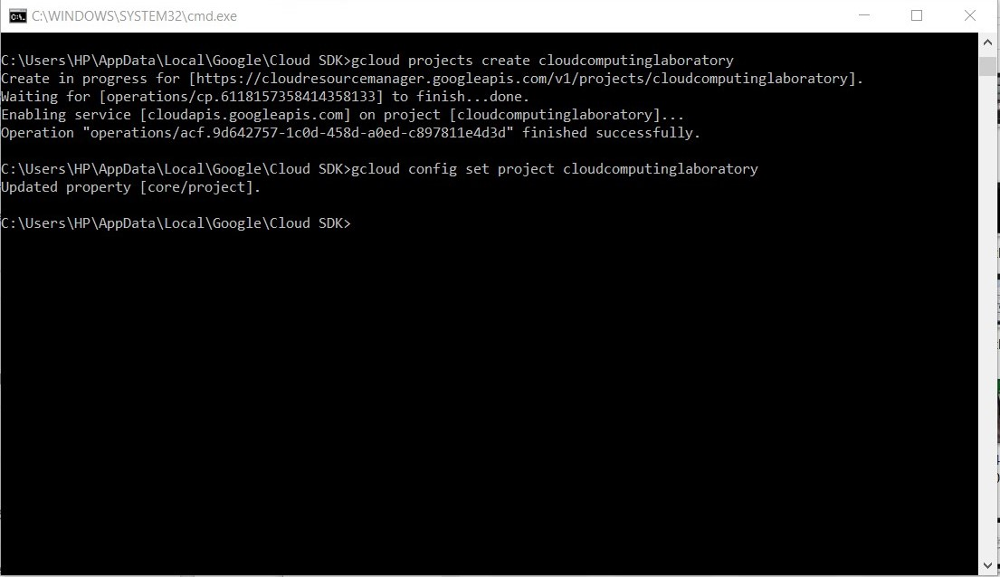 C:\WINDOWS\SYSTEM32\cmd.exe
C:\Users\HP\AppData\Local\Google\Cloud SDK>gcloud projects create cloudcomputinglaboratory
Create in progress for [https://cloudresourcemanager.googleapis.com/v1/projects/cloudcomputinglaboratory].
Waiting for [operations/cp.6118157358414358133] to finish...done.
Enabling service [cloudapis.googleapis.com] on project [cloudcomputinglaboratory]...
Operation "operations/acf.9d642757-1c0d-458d-a0ed-c897811e4d3d" finished successfully.
C:\Users\HP\AppData\Local\Google\Cloud SDK>gcloud config set project cloudcomputinglaboratory
Updated property [core/project].
C:\Users\HP\AppData\Local\Google\Cloud SDK>